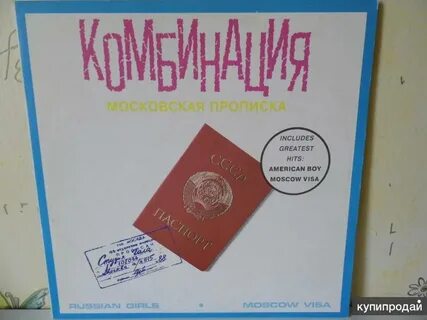 КОМБИНАЦИЯ
МОСКОВСКАЯ ПРОПИСКА
INCLUDES
GREATEST
HITS:
AMERICAN BOY
MOSCOW VISA
СССР
ПАСПОРТ
RUSSIAN GIRLS • MOSCOW VISA
купипродай